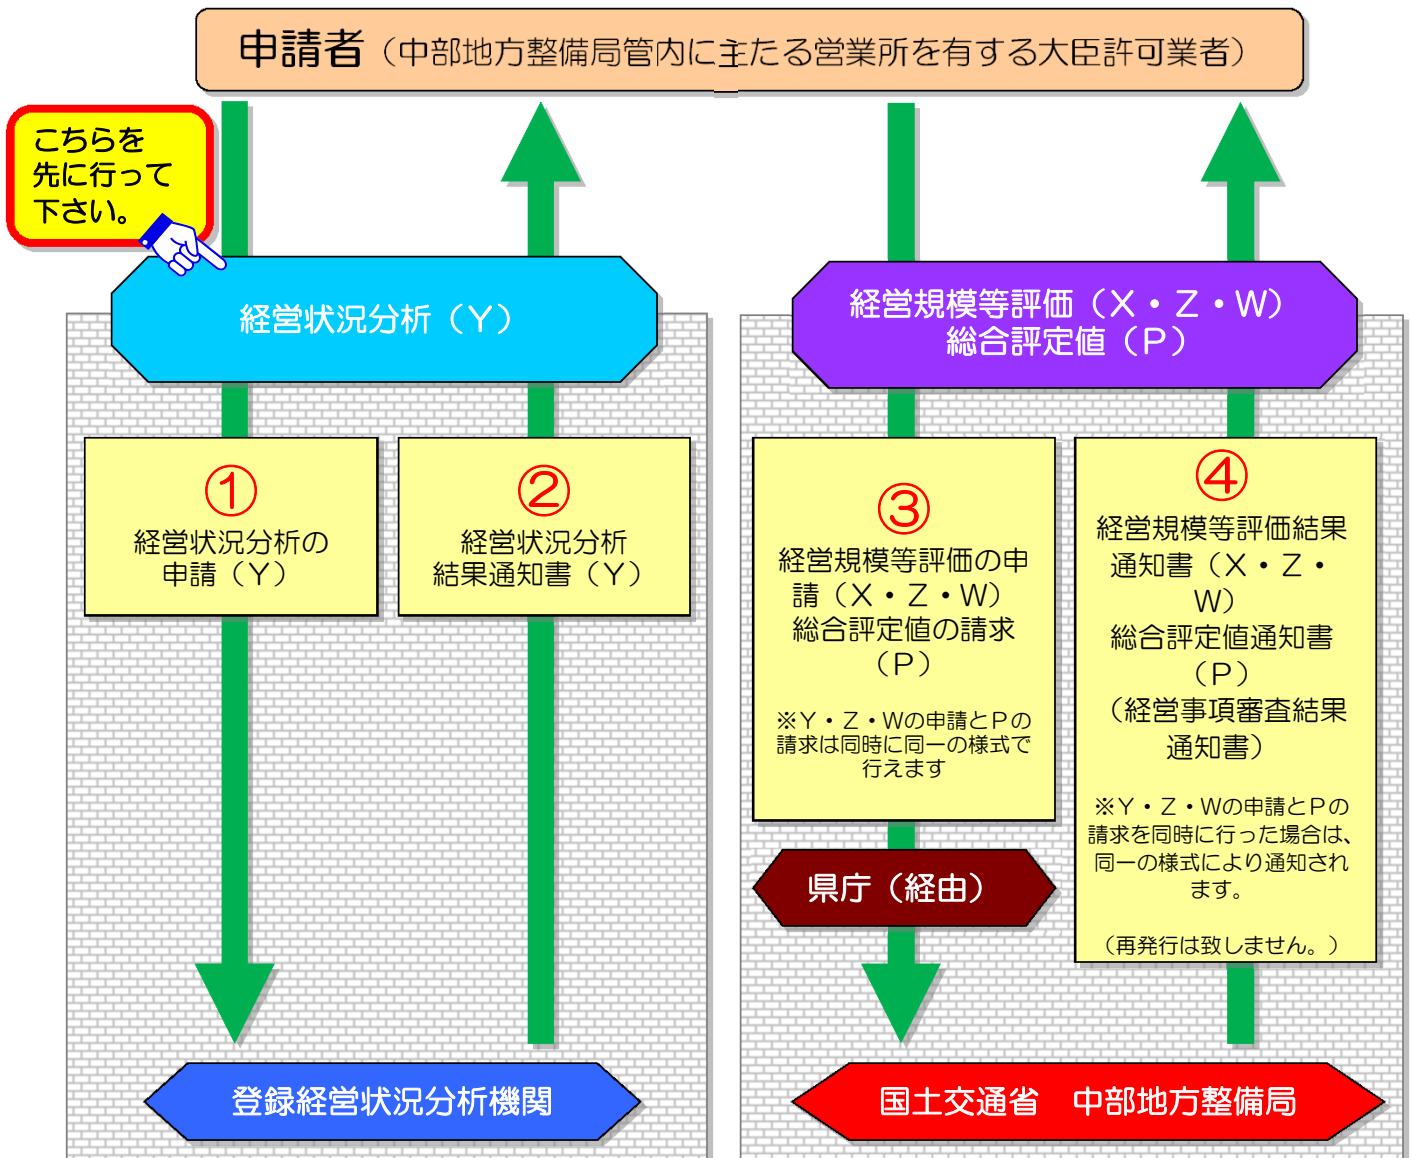 申請者（中部地方整備局管内に主たる営業所を有する大臣許可業者）
こちらを
先に行って
下さい。
経営状況分析（Ｙ）
①
経営状況分析の
申請（Ｙ）
②
経営状況分析
結果通知書（Ｙ）
登録経営状況分析機関
経営規模等評価（Ｘ・Ｚ・Ｗ）
総合評定値（Ｐ）
③
経営規模等評価の申
請（Ｘ・Ｚ・Ｗ）
総合評定値の請求
（Ｐ）
※Ｙ・Ｚ・Ｗの申請とＰの
請求は同時に同一の様式で
行えます
県庁（経由）
④
経営規模等評価結果
通知書（Ｘ・Ｚ・
Ｗ）
総合評定値通知書
（Ｐ）
（経営事項審査結果
通知書）
※Ｙ・Ｚ・Ｗの申請とＰの
請求を同時に行った場合は、
同一の様式により通知され
ます。
（再発行は致しません。）
国土交通省　中部地方整備局